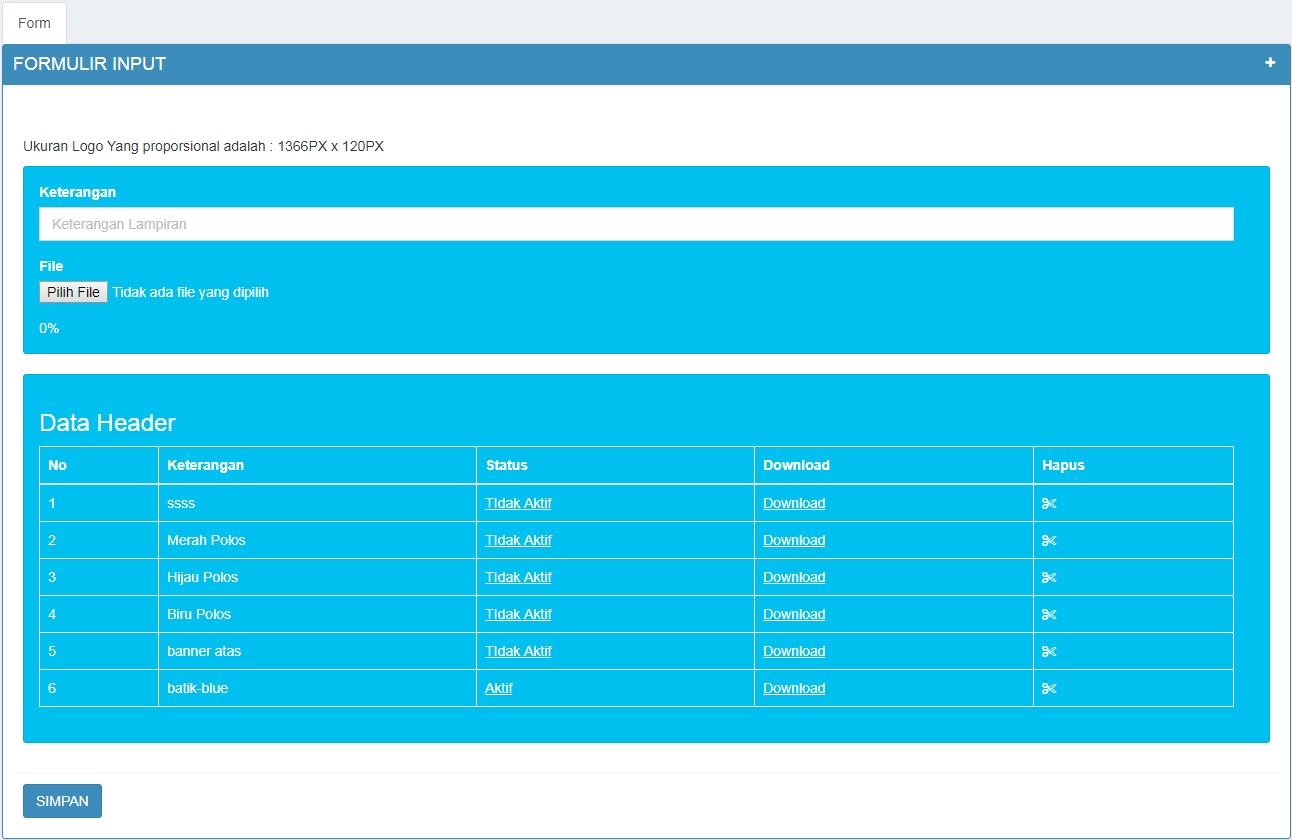 Form
FORMULIR INPUT
Ukuran Logo Yang proporsional adalah : 1366PX x 120PX
Keterangan
Keterangan Lampiran
File
Pilih File Tidak ada file yang dipilih
0%
Data Header
No Keterangan Status Download Hapus
1 ssss TIdak Aktif Download
2 Merah Polos TIdak Aktif Download
3 Hijau Polos TIdak Aktif Download
4 Biru Polos TIdak Aktif Download
5 banner atas TIdak Aktif Download
6 batik-blue Aktif Download
SIMPAN